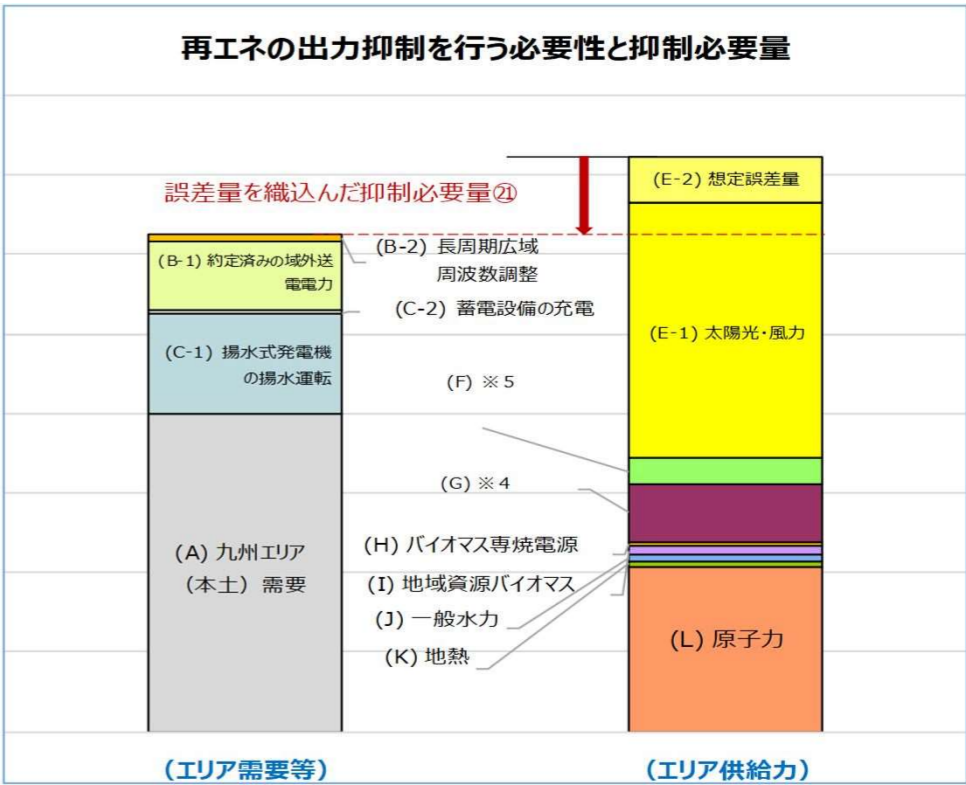 再エネの出力抑制を行う必要性と抑制必要量
誤差量を織込んだ抑制必要量㉑
(B-2) 長周期広域
周波数調整
(B-1) 約定済みの域外送
電電力
(C-2) 蓄電設備の充電
(C-1) 揚水式発電機
の揚水運転
(A) 九州エリア
(本土) 需要
(エリア需要等)
(E-2) 想定誤差量
(E-1) 太陽光・風力
(F) ※5
(G) ※4
(H) バイオマス専焼電源
(I) 地域資源バイオマス
(J) 一般水力
(K) 地熱
(L) 原子力
(エリア供給力)